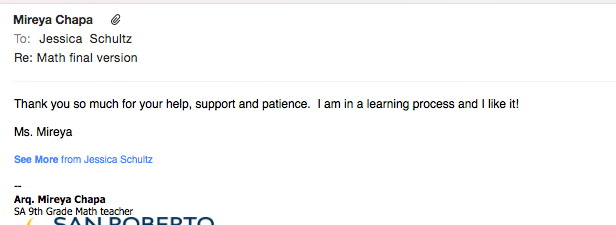 Mireya Chapa
To: Jessica Schultz
Re: Math final version
Thank you so much for your help, support and patience. I am in a learning process and I like it!
Ms. Mireya
See More from Jessica Schultz
--
Arq. Mireya Chapa
SA 9th Grade Math teacher
SAN ROBERTO